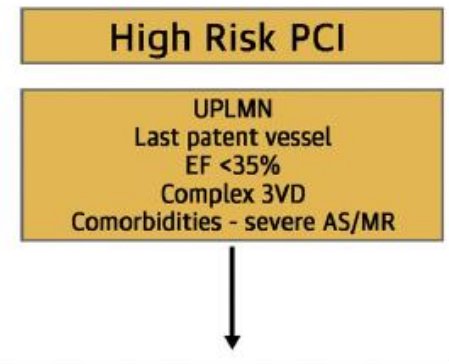 High Risk PCI
UPLMN
Last patent vessel
EF <35%
Complex 3VD
Comorbidities - severe AS/MR